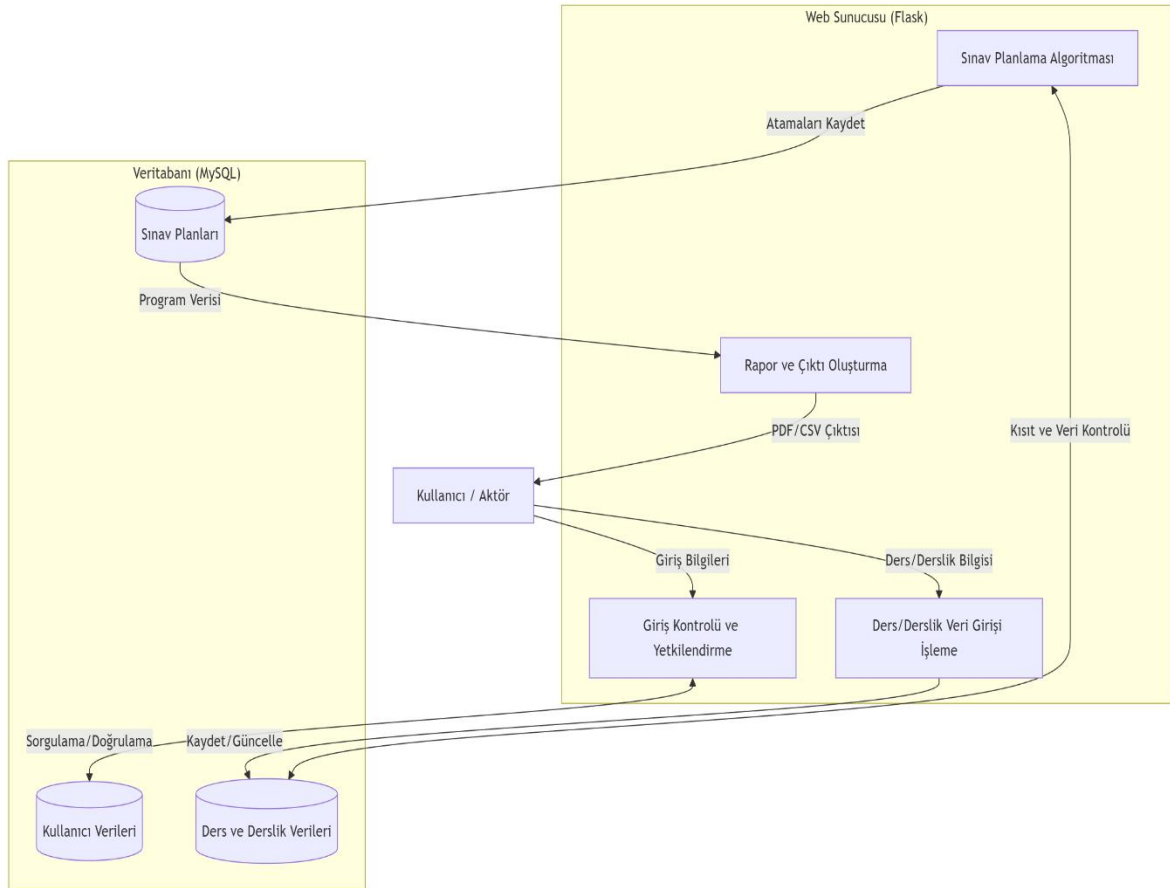 Web Sunucusu (Flask)
Sınav Planlama Algoritması
Atamaları Kaydet
Veritabanı (MySQL)
Sınav Planları
Program Verisi
Rapor ve Çıktı Oluşturma
PDF/CSV Çıktısı
Kısıt ve Veri Kontrolü
Kullanıcı / Aktör
Giriş Bilgileri
Ders/Derslik Bilgisi
Giriş Kontrolü ve
Yetkilendirme
Ders/Derslik Veri Girişi
İşleme
Sorgulama/Doğrulama
Kaydet/Güncelle
Kullanıcı Verileri
Ders ve Derslik Verileri